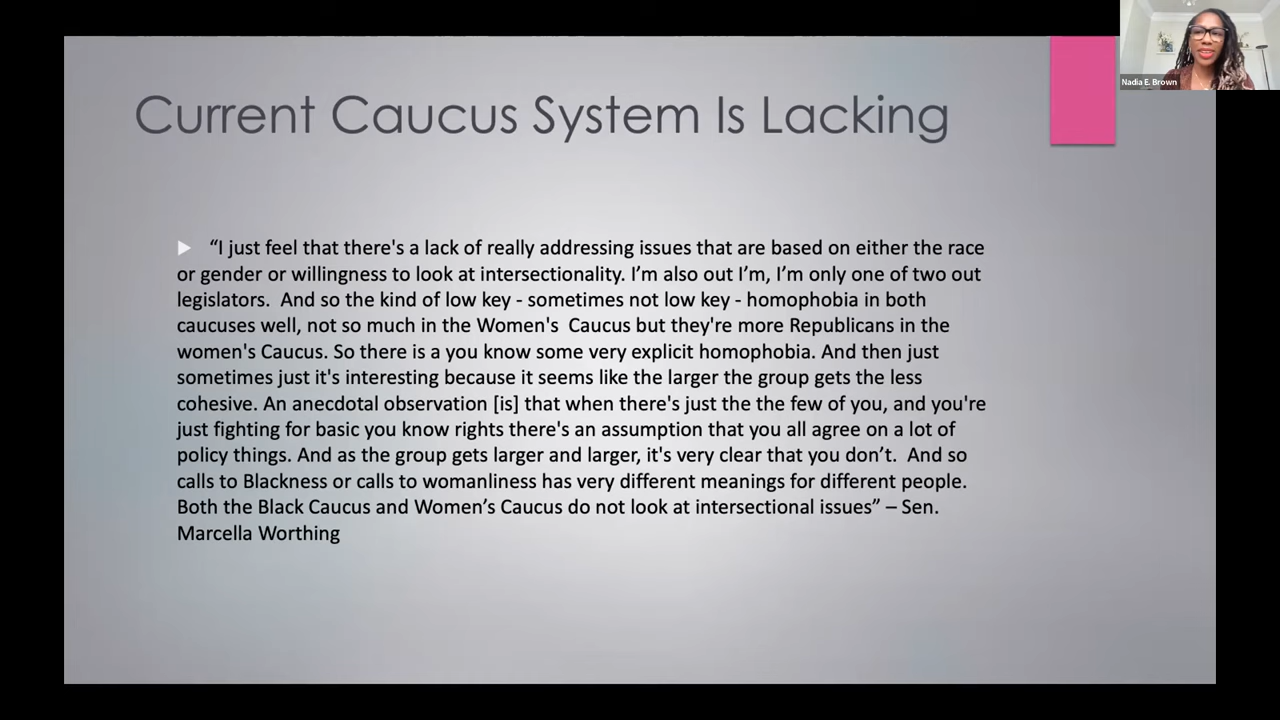 Nadia E. Brown
Current Caucus System Is Lacking
“I just feel that there's a lack of really addressing issues that are based on either the race
or gender or willingness to look at intersectionality. I’m also out I’m, I’m only one of two out
legislators.  And so the kind of low key - sometimes not low key - homophobia in both
caucuses well, not so much in the Women's  Caucus but they're more Republicans in the
women's Caucus. So there is a you know some very explicit homophobia. And then just
sometimes just it's interesting because it seems like the larger the group gets the less
cohesive. An anecdotal observation [is] that when there's just the the few of you, and you're
just fighting for basic you know rights there's an assumption that you all agree on a lot of
policy things. And as the group gets larger and larger, it's very clear that you don’t.  And so
calls to Blackness or calls to womanliness has very different meanings for different people.
Both the Black Caucus and Women’s Caucus do not look at intersectional issues” – Sen.
Marcella Worthing